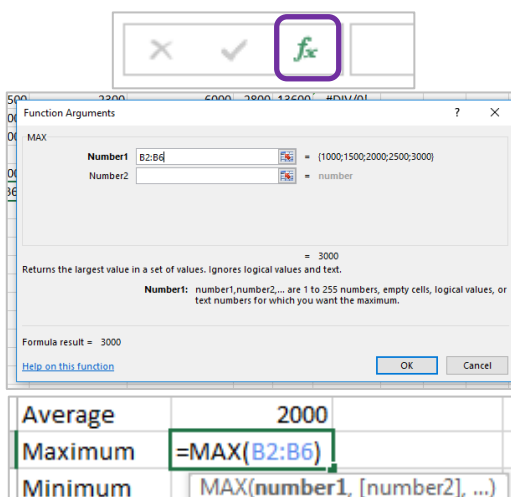 fx
2300 6000 2800 13600 #DIV/0!
Function Arguments ? ×
MAX
Number1 B2:B6 = {1000;1500;2000;2500;3000}
Number2 = number
= 3000
Returns the largest value in a set of values. Ignores logical values and text.
Number1: number1,number2,... are 1 to 255 numbers, empty cells, logical values, or
text numbers for which you want the maximum.
Formula result = 3000
Help on this function OK Cancel
Average 2000
Maximum =MAX(B2:B6)
Minimum MAX(number1, [number2], ...)